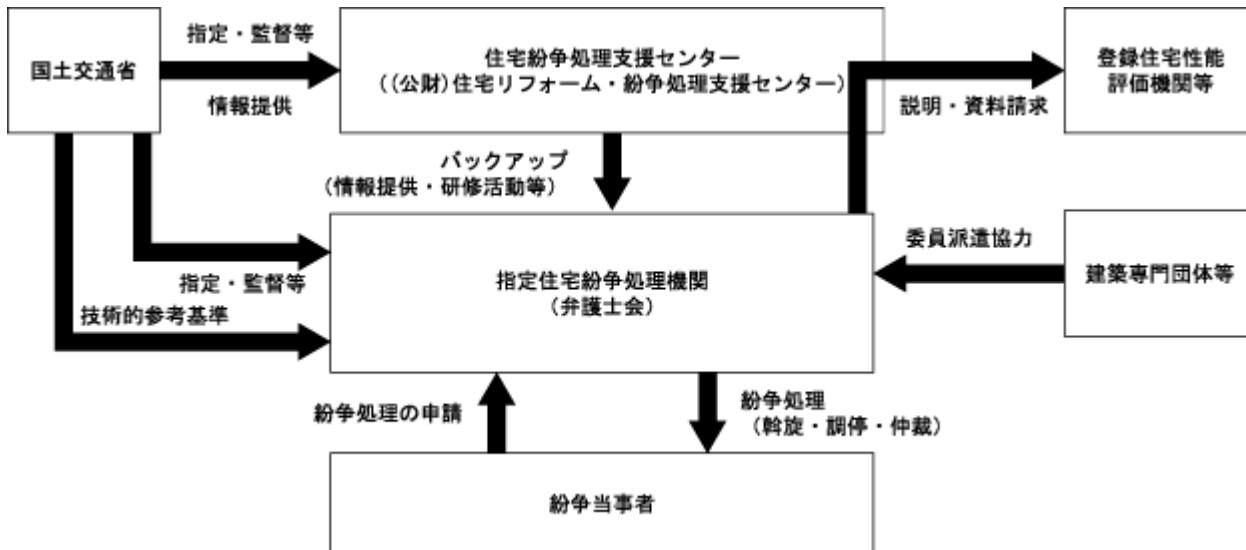 国土交通省
指定・監督等
情報提供
住宅紛争処理支援センター
((公財)住宅リフォーム・紛争処理支援センター)
説明・資料請求
登録住宅性能
評価機関等
バックアップ
(情報提供・研修活動等)
指定・監督等
技術的参考基準
指定住宅紛争処理機関
(弁護士会)
委員派遣協力
建築専門団体等
紛争処理の申請
紛争処理
(斡旋・調停・仲裁)
紛争当事者